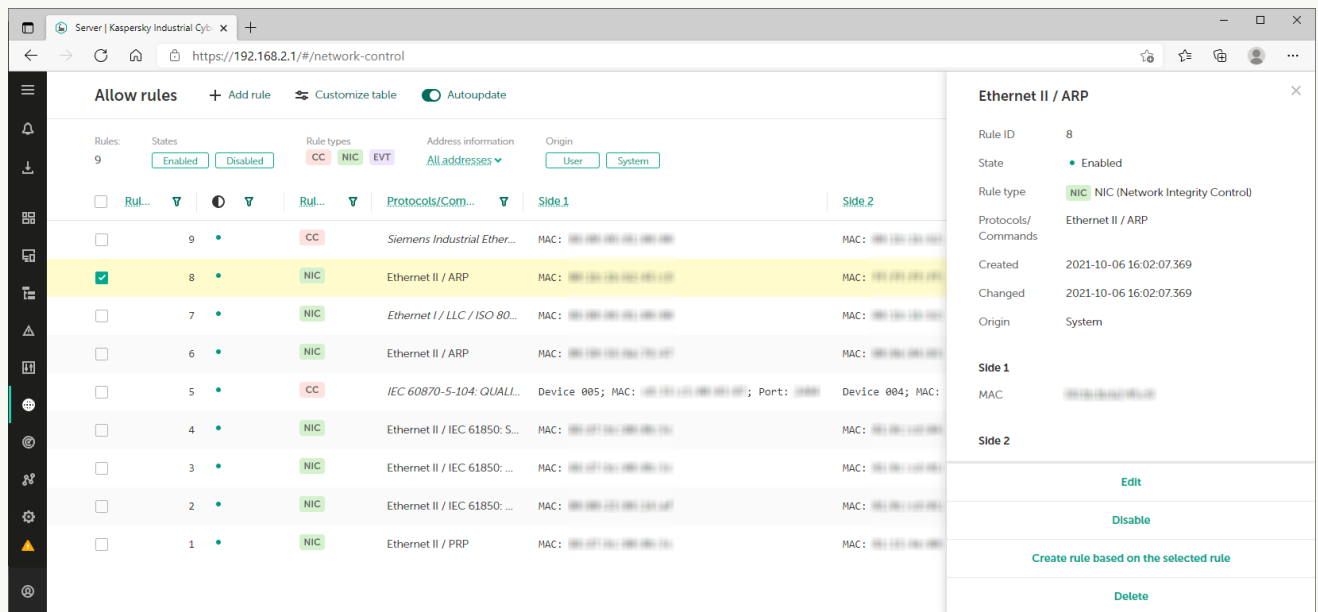 Server | Kaspersky Industrial Cyb
https://192.168.2.1/#/network-control
Allow rules
Add rule
Customize table
Autoupdate
Rules: States Rule types Address information Origin
9 Enabled Disabled CC NIC EVT All addresses User System
Rul... Rul... Protocols/Com... Side 1 Side 2
9 CC Siemens Industrial Ether... MAC: MAC:
8 NIC Ethernet II / ARP MAC: MAC:
7 NIC Ethernet I / LLC / ISO 80... MAC: MAC:
6 NIC Ethernet II / ARP MAC: MAC:
5 CC IEC 60870-5-104: QUALI... Device 005; MAC: ; Port: Device 004; MAC:
4 NIC Ethernet II / IEC 61850: S... MAC: MAC:
3 NIC Ethernet II / IEC 61850: ... MAC: MAC:
2 NIC Ethernet II / IEC 61850: ... MAC: MAC:
1 NIC Ethernet II / PRP MAC: MAC:
Ethernet II / ARP
Rule ID 8
State Enabled
Rule type NIC NIC (Network Integrity Control)
Protocols/ Ethernet II / ARP
Commands
Created 2021-10-06 16:02:07.369
Changed 2021-10-06 16:02:07.369
Origin System
Side 1
MAC
Side 2
Edit
Disable
Create rule based on the selected rule
Delete